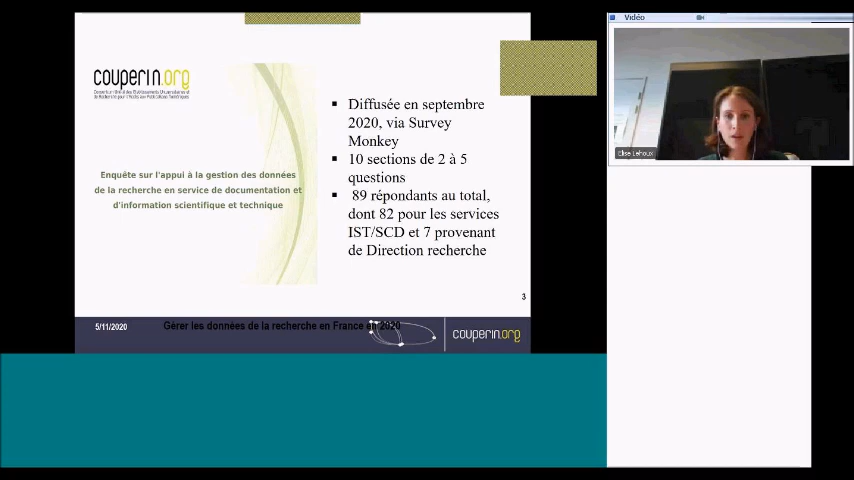 couperin.org
Enquête sur l'appui à la gestion des données
de la recherche en service de documentation et
d'information scientifique et technique
▪ Diffusée en septembre
2020, via Survey
Monkey
▪ 10 sections de 2 à 5
questions
▪ 89 répondants au total,
dont 82 pour les services
IST/SCD et 7 provenant
de Direction recherche
3
5/11/2020
Gérer les données de la recherche en France en 2020
couperin.org
Vidéo
Elise Lehoux